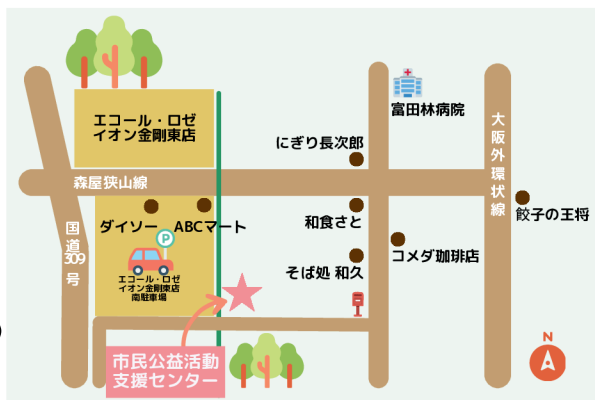 エコール・ロゼ
イオン金剛東店
富田林病院
大阪外環状線
にぎり長次郎
森屋狭山線
ダイソー
ABCマート
和食さと
餃子の王将
国道309号
P
コメダ珈琲店
そば処 和久
エコール・ロゼ
イオン金剛東店
南駐車場
市民公益活動
支援センター
N